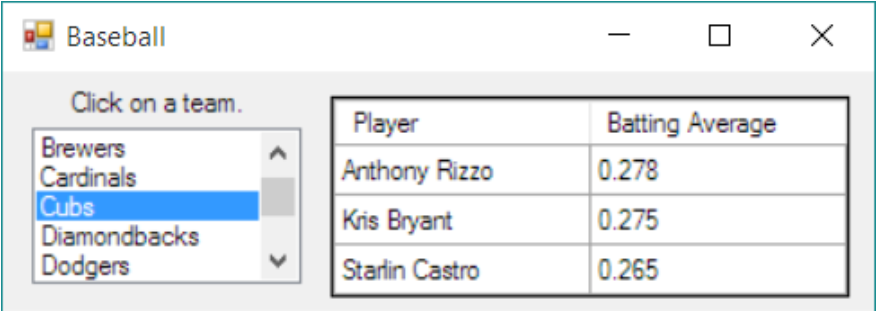 Baseball
Click on a team.
Brewers
Cardinals
Cubs
Diamondbacks
Dodgers
Player Batting Average
Anthony Rizzo 0.278
Kris Bryant 0.275
Starlin Castro 0.265